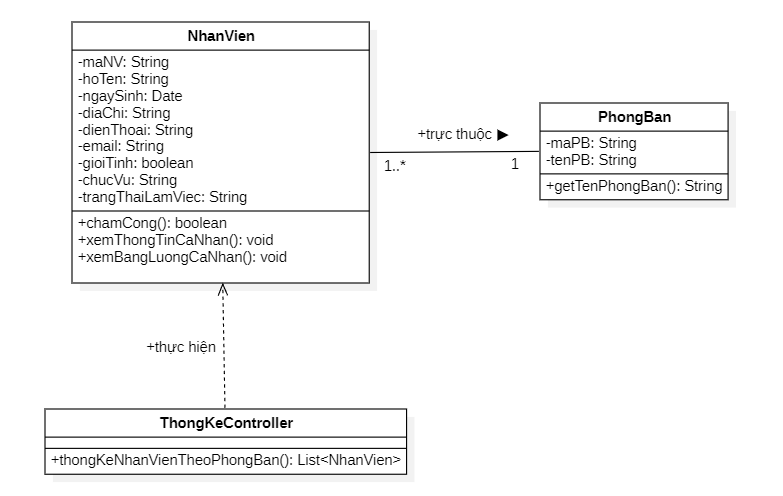 NhanVien
-maNV: String
-hoTen: String
-ngaySinh: Date
-diaChi: String
-dienThoai: String
-email: String
-gioiTinh: boolean
-chucVu: String
-trangThaiLamViec: String
+chamCong(): boolean
+xemThongTinCaNhan(): void
+xemBangLuongCaNhan(): void
+trực thuộc ▶
1..*
1
PhongBan
-maPB: String
-tenPB: String
+getTenPhongBan(): String
+thực hiện
ThongKeController
+thongKeNhanVienTheoPhongBan(): List<NhanVien>